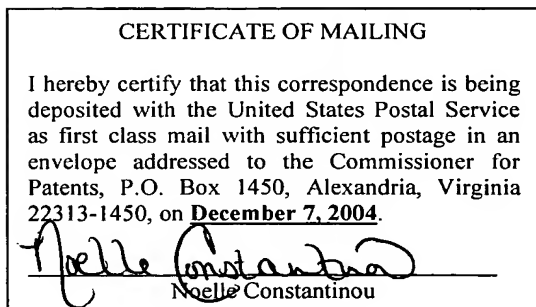 CERTIFICATE OF MAILING
I hereby certify that this correspondence is being
deposited with the United States Postal Service
as first class mail with sufficient postage in an
envelope addressed to the Commissioner for
Patents, P.O. Box 1450, Alexandria, Virginia
22313-1450, on December 7, 2004.
Noelle Constantinou
Noelle Constantinou